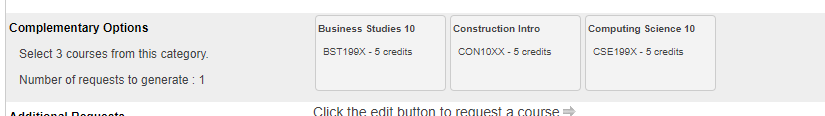 Complementary Options
Select 3 courses from this category.
Number of requests to generate : 1
Business Studies 10
BST199X - 5 credits
Construction Intro
CON10XX - 5 credits
Computing Science 10
CSE199X - 5 credits
Additional Requests
Click the edit button to request a course